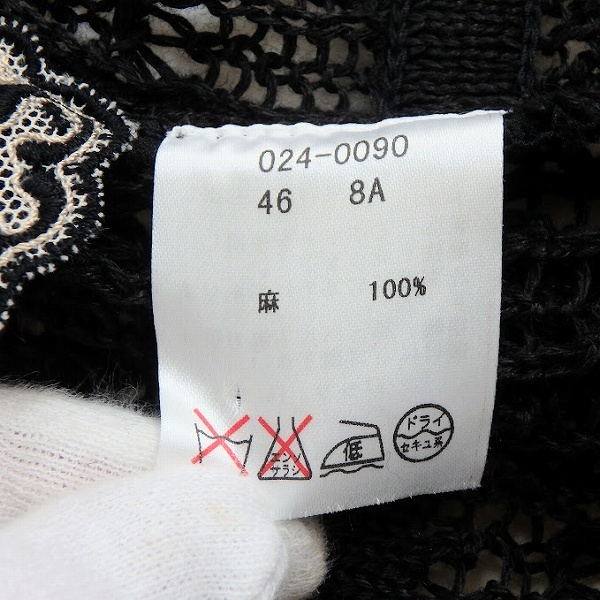 024-0090
46 8A
麻 100%
エンソ
サラシ
低
ドライ
セキユ系